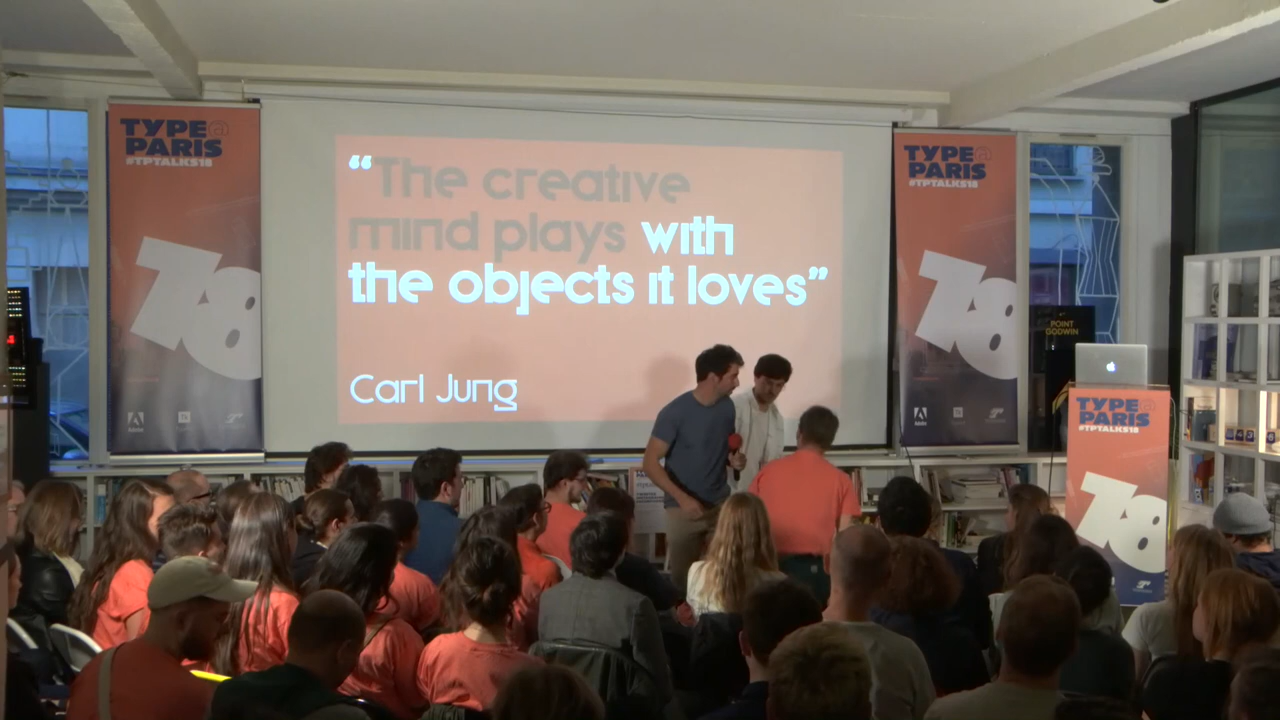 TYPE@
PARIS
#TPTALKS18
18
Adobe
“The creative
mind plays with
the objects it loves”
Carl Jung
TYPE@
PARIS
#TPTALKS18
18
POINT
GODWIN
TYPE@
PARIS
#TPTALKS18
18